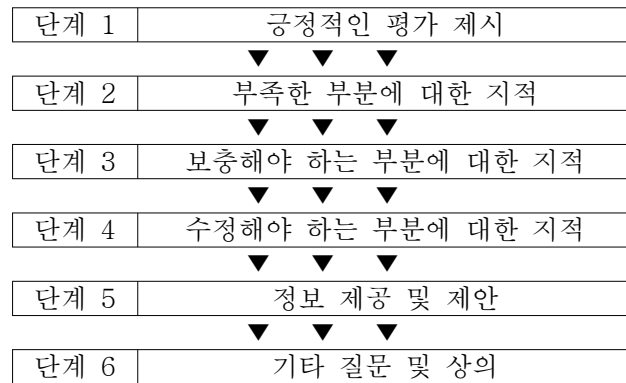 단계 1 긍정적인 평가 제시
▼ ▼ ▼
단계 2 부족한 부분에 대한 지적
▼ ▼ ▼
단계 3 보충해야 하는 부분에 대한 지적
▼ ▼ ▼
단계 4 수정해야 하는 부분에 대한 지적
▼ ▼ ▼
단계 5 정보 제공 및 제안
▼ ▼ ▼
단계 6 기타 질문 및 상의